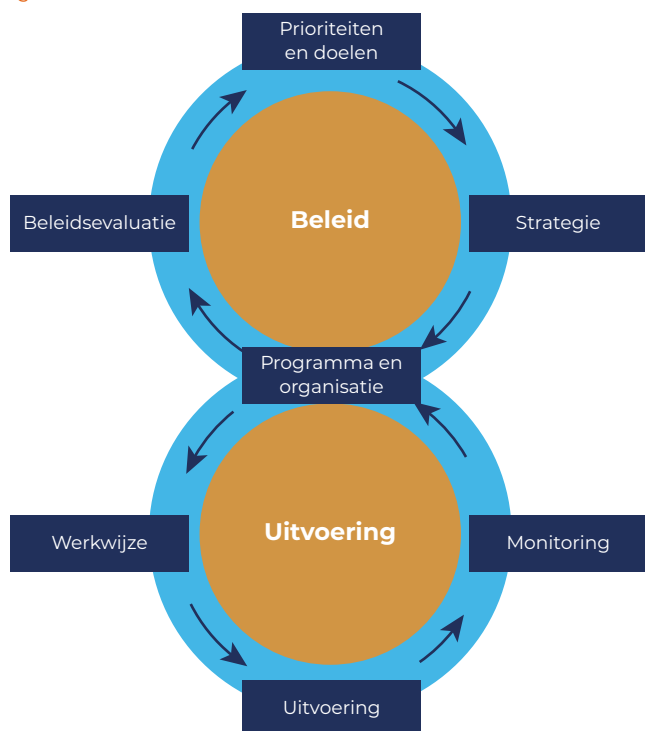 Prioriteiten
en doelen
Beleidsevaluatie
Beleid
Strategie
Programma en
organisatie
Werkwijze
Uitvoering
Monitoring
Uitvoering